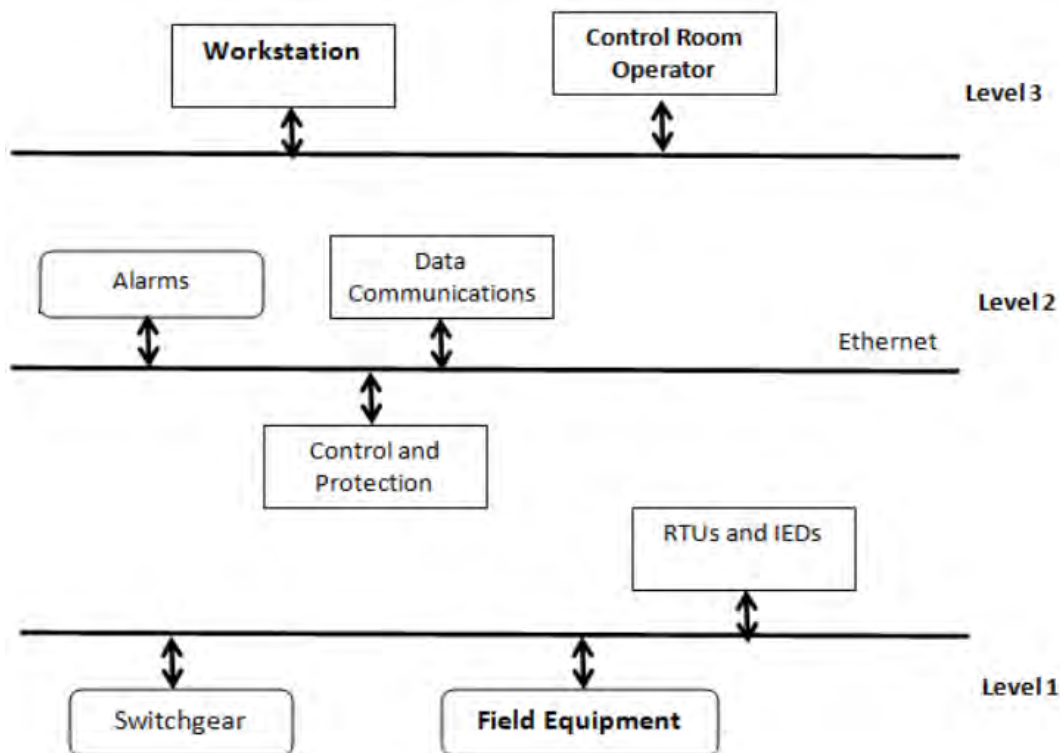 Workstation
Control Room
Operator
Level 3
Alarms
Data
Communications
Level 2
Ethernet
Control and
Protection
RTUs and IEDs
Level 1
Switchgear
Field Equipment